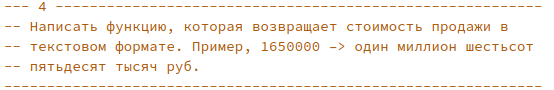 --- 4 ----------------------------------------------------------
-- Написать функцию, которая возвращает стоимость продажи в
-- текстовом формате. Пример, 1650000 –> один миллион шестьсот
-- пятьдесят тысяч руб.
----------------------------------------------------------------